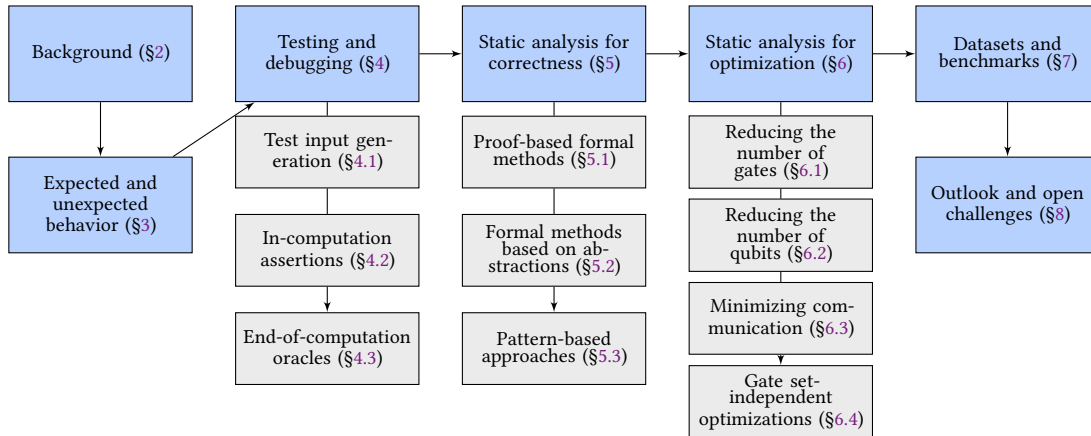 Background (§2)
Expected and
unexpected
behavior (§3)
Testing and
debugging (§4)
Test input gen-
eration (§4.1)
In-computation
assertions (§4.2)
End-of-computation
oracles (§4.3)
Static analysis for
correctness (§5)
Proof-based formal
methods (§5.1)
Formal methods
based on ab-
stractions (§5.2)
Pattern-based
approaches (§5.3)
Static analysis for
optimization (§6)
Reducing the
number of
gates (§6.1)
Reducing the
number of
qubits (§6.2)
Minimizing com-
munication (§6.3)
Gate set-
independent
optimizations (§6.4)
Datasets and
benchmarks (§7)
Outlook and open
challenges (§8)